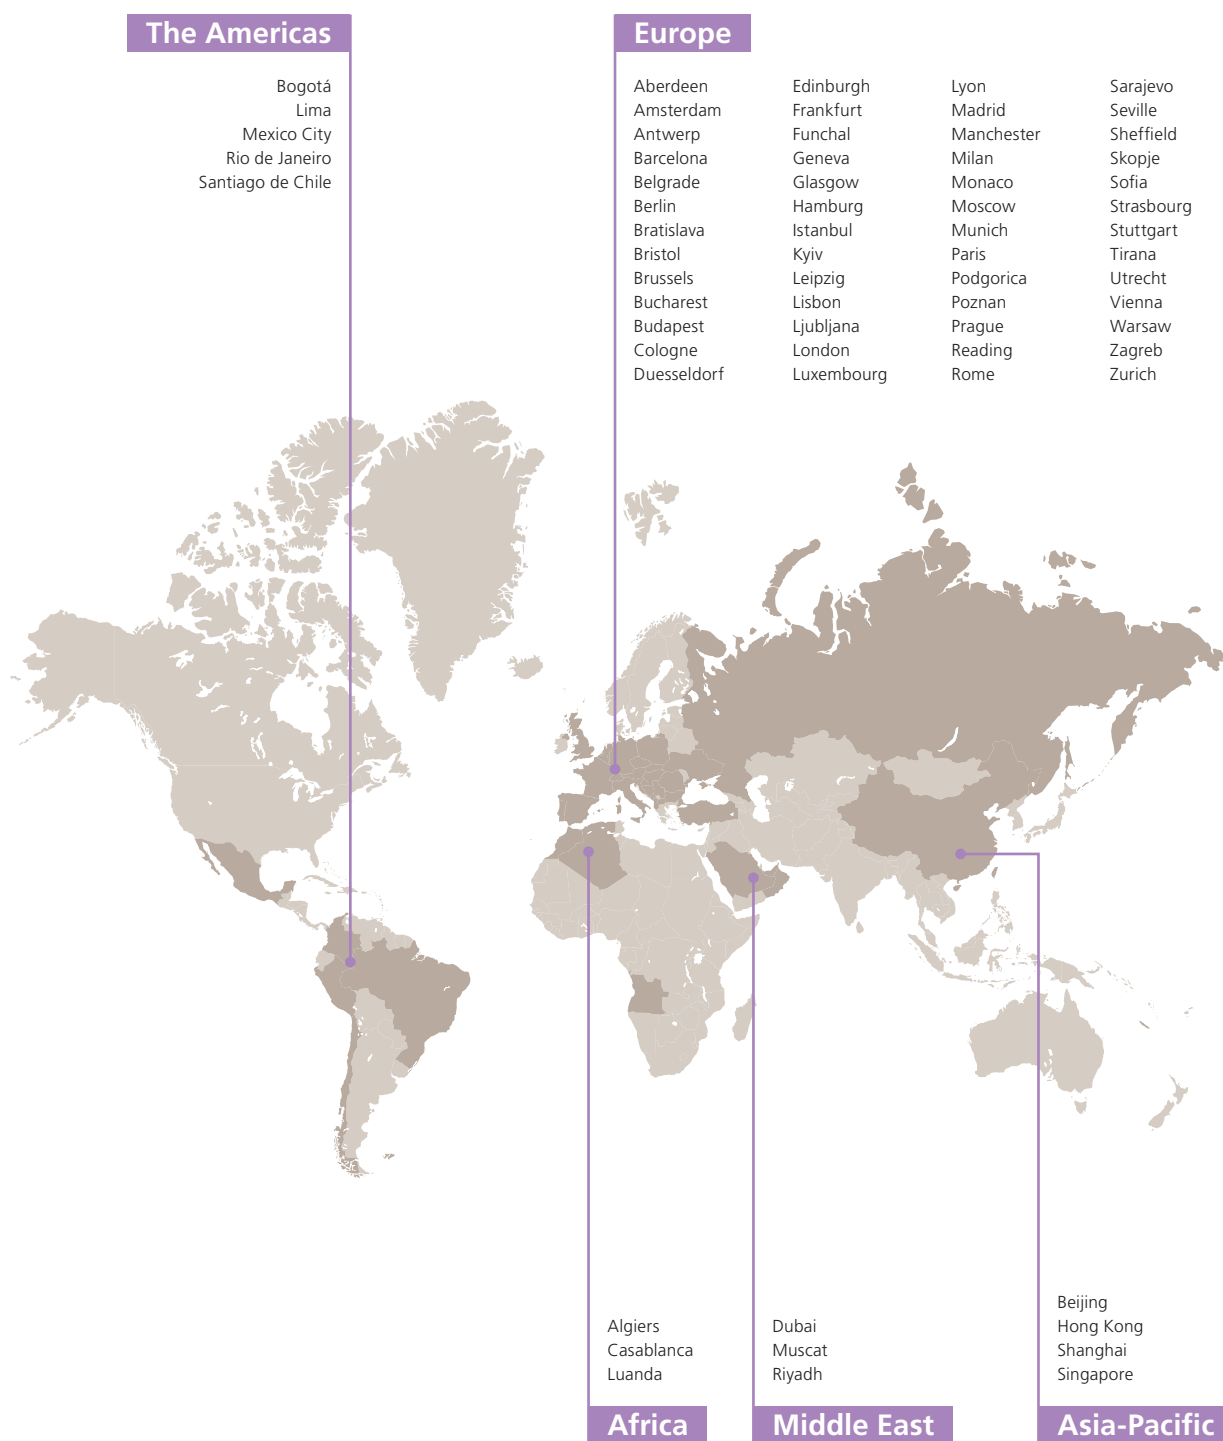 The Americas
Bogotá
Lima
Mexico City
Rio de Janeiro
Santiago de Chile
Europe
Aberdeen
Amsterdam
Antwerp
Barcelona
Belgrade
Berlin
Bratislava
Bristol
Brussels
Bucharest
Budapest
Cologne
Duesseldorf
Edinburgh
Frankfurt
Funchal
Geneva
Glasgow
Hamburg
Istanbul
Kyiv
Leipzig
Lisbon
Ljubljana
London
Luxembourg
Lyon
Madrid
Manchester
Milan
Monaco
Moscow
Munich
Paris
Podgorica
Poznan
Prague
Reading
Rome
Sarajevo
Seville
Sheffield
Skopje
Sofia
Strasbourg
Stuttgart
Tirana
Utrecht
Vienna
Warsaw
Zagreb
Zurich
Algiers
Casablanca
Luanda
Africa
Dubai
Muscat
Riyadh
Middle East
Beijing
Hong Kong
Shanghai
Singapore
Asia-Pacific